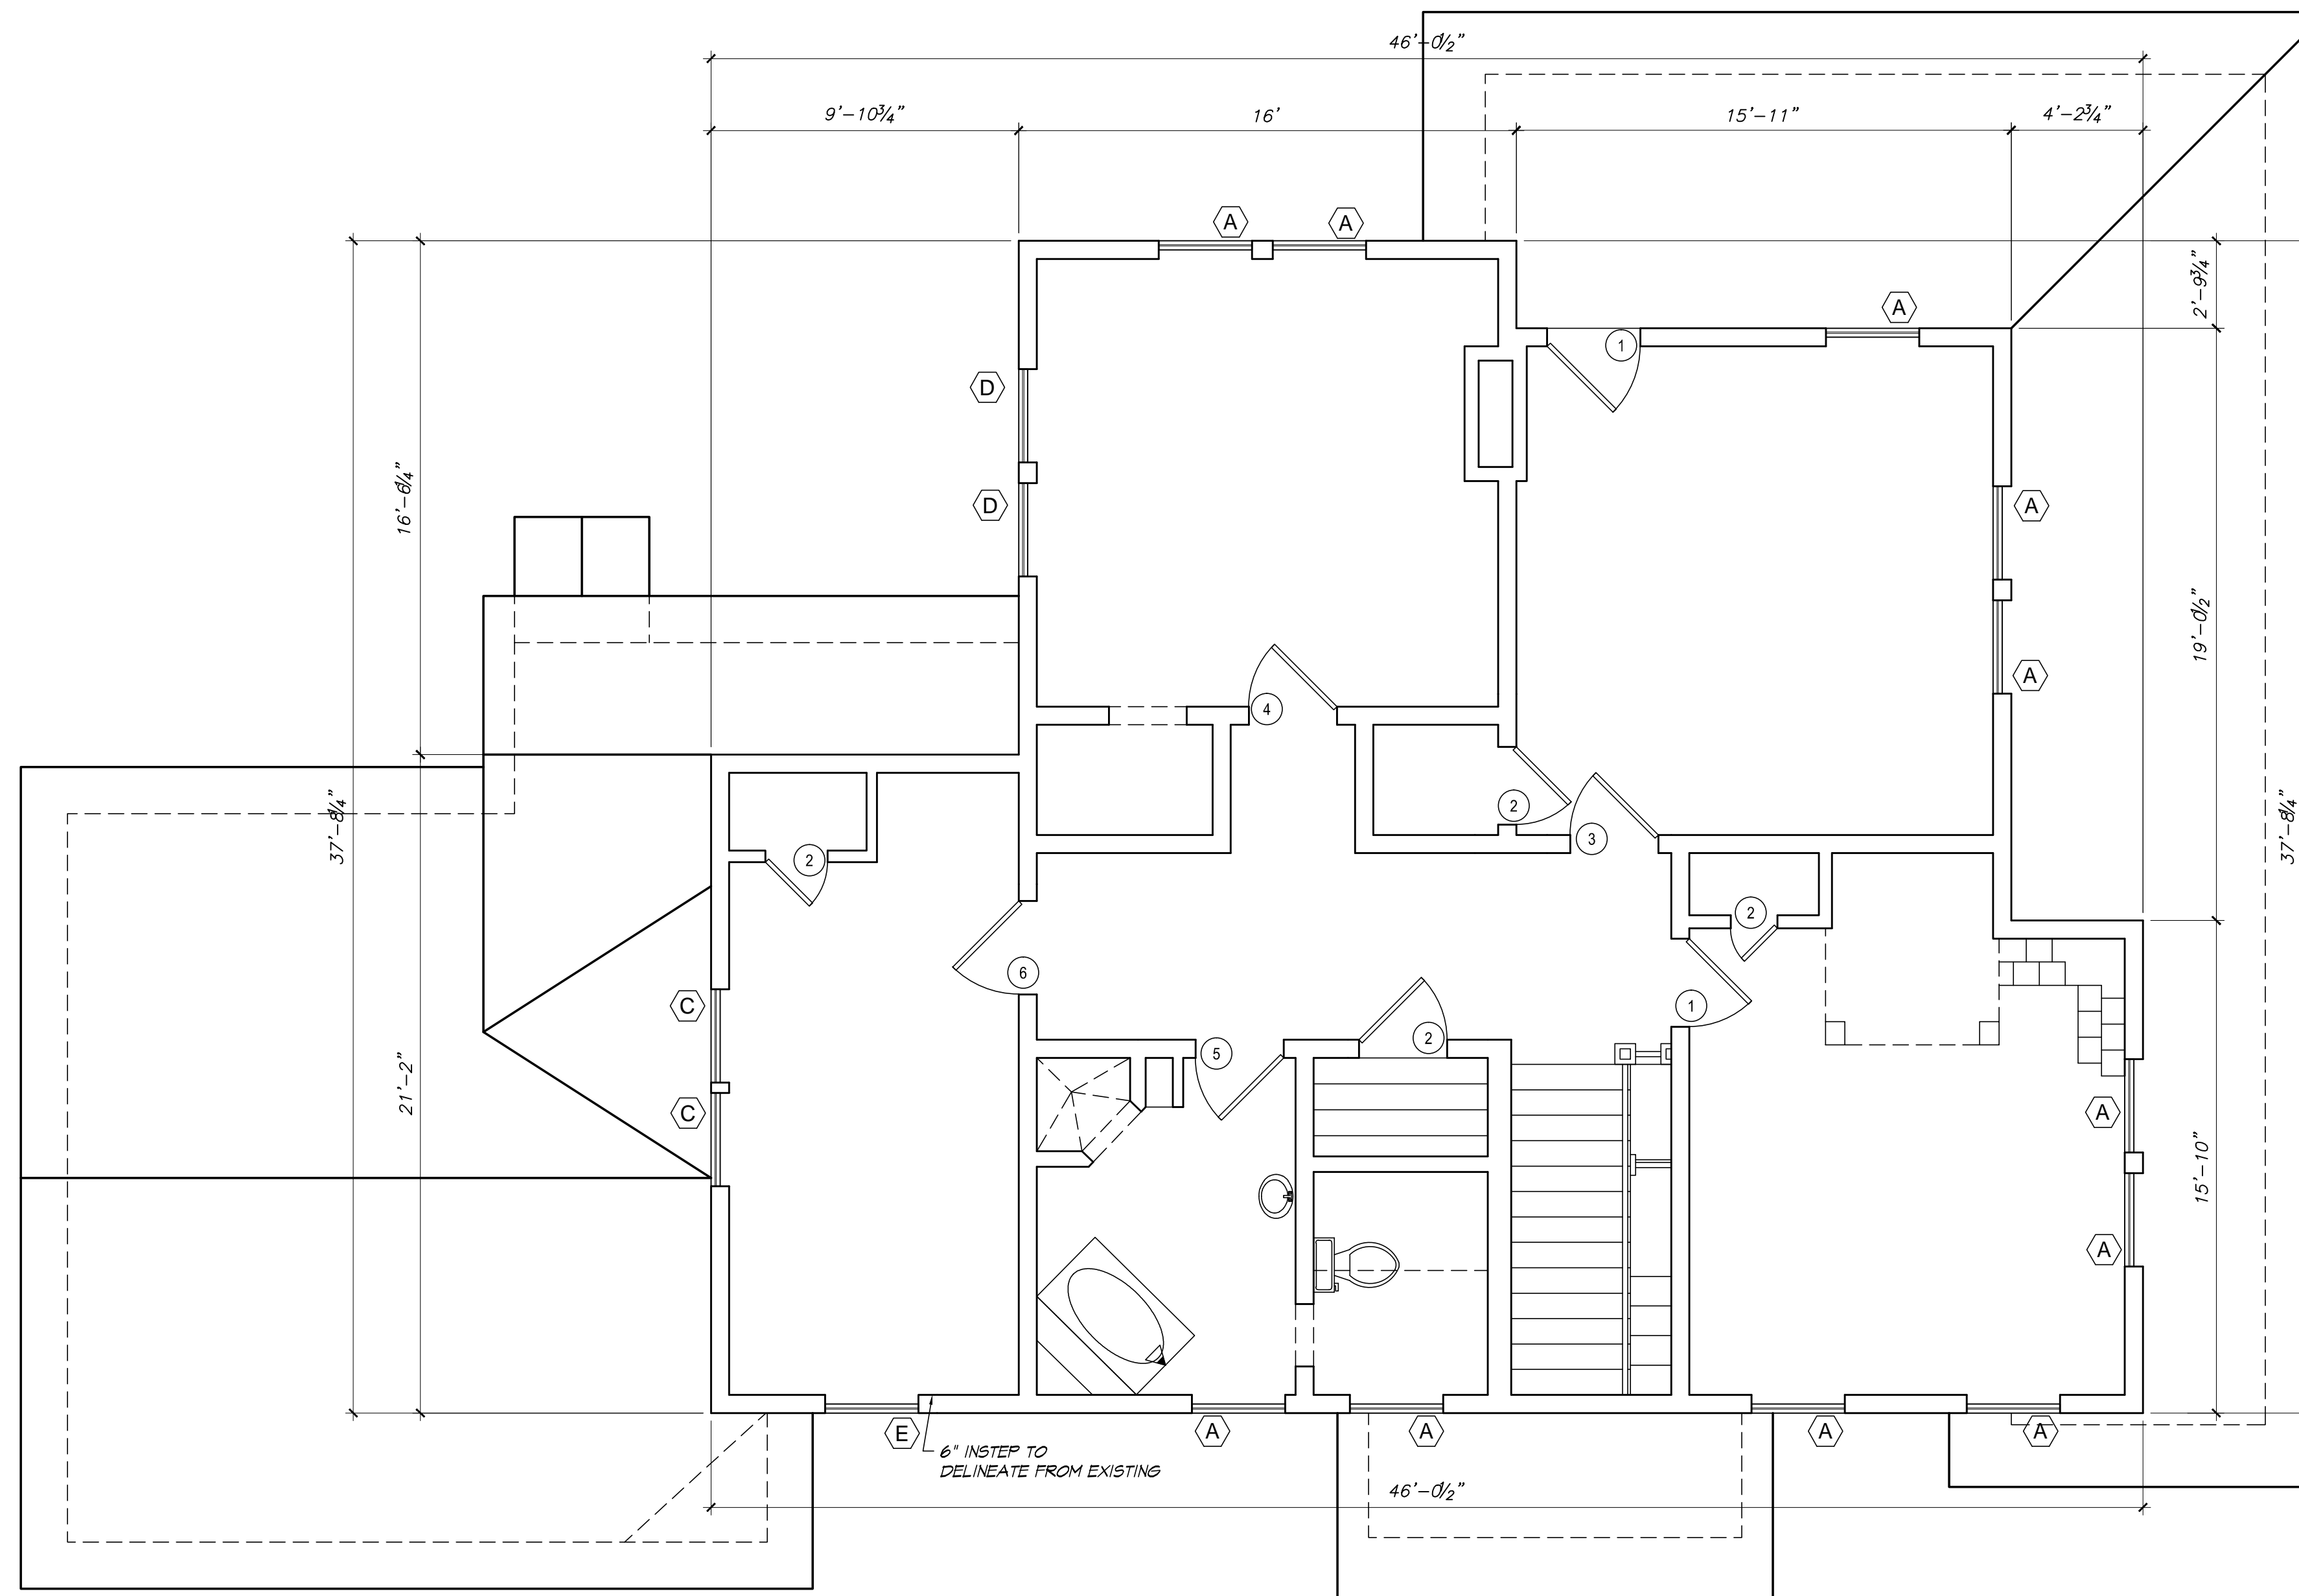 46'-0½"
9'-10¾"
16'
15'-11"
4'-2¾"
A
A
2'-9¾"
A
1
D
16'-6¼"
D
A
19'-0½"
A
4
2
3
37'-8¼"
37'-8¼"
2
2
6
C
1
2
5
21'-2"
C
A
15'-10"
A
E
A
A
A
A
6" INSTEP TO
DELINEATE FROM EXISTING
46'-0½"